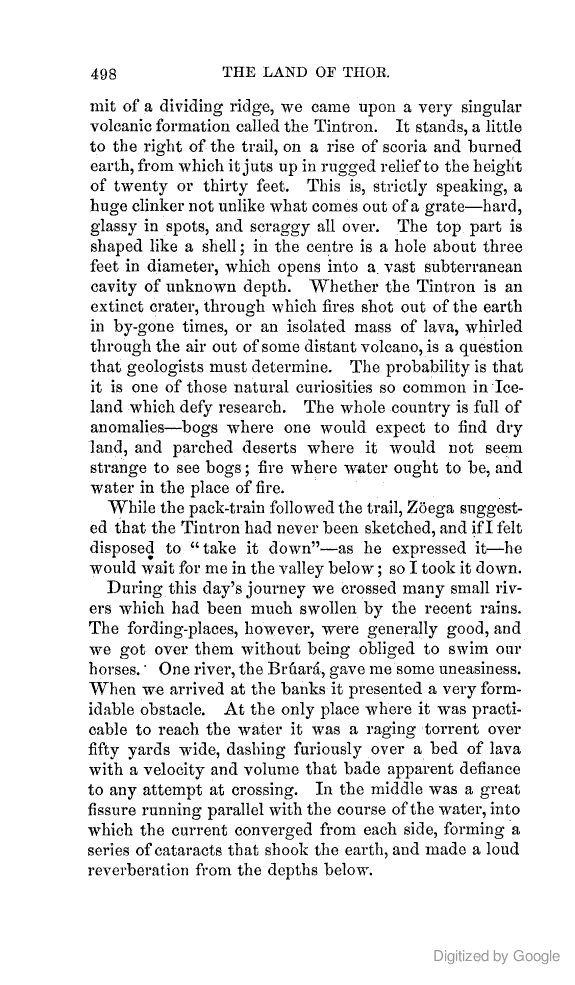 498 THE LAND OF THOR.
mit of a dividing ridge, we came upon a very singular
volcanic formation called the Tintron. It stands, a little
to the right of the trail, on a rise of scoria and burned
earth, from which it juts up in rugged relief to the height
of twenty or thirty feet. This is, strictly speaking, a
huge clinker not unlike what comes out of a grate—hard,
glassy in spots, and scraggy all over. The top part is
shaped like a shell; in the centre is a hole about three
feet in diameter, which opens into a vast subterranean
cavity of unknown depth. Whether the Tintron is an
extinct crater, through which fires shot out of the earth
in by-gone times, or an isolated mass of lava, whirled
through the air out of some distant volcano, is a question
that geologists must determine. The probability is that
it is one of those natural curiosities so common in Ice-
land which defy research. The whole country is full of
anomalies—bogs where one would expect to find dry
land, and parched deserts where it would not seem
strange to see bogs; fire where water ought to be, and
water in the place of fire.
While the pack-train followed the trail, Zöega suggest-
ed that the Tintron had never been sketched, and if I felt
disposed to “take it down”—as he expressed it—he
would wait for me in the valley below; so I took it down.
During this day's journey we crossed many small riv-
ers which had been much swollen by the recent rains.
The fording-places, however, were generally good, and
we got over them without being obliged to swim our
horses. One river, the Brúará, gave me some uneasiness.
When we arrived at the banks it presented a very form-
idable obstacle. At the only place where it was practi-
cable to reach the water it was a raging torrent over
fifty yards wide, dashing furiously over a bed of lava
with a velocity and volume that bade apparent defiance
to any attempt at crossing. In the middle was a great
fissure running parallel with the course of the water, into
which the current converged from each side, forming a
series of cataracts that shook the earth, and made a loud
reverberation from the depths below.
Digitized by Google